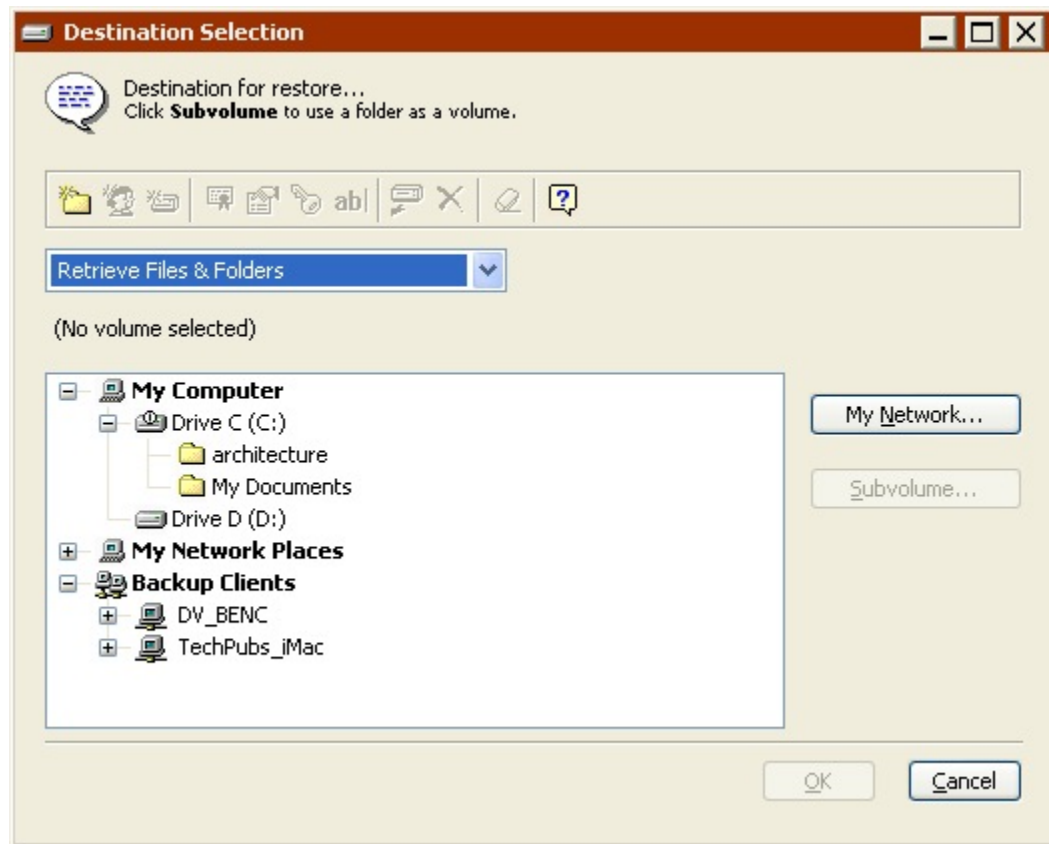 Destination Selection
Destination for restore...
Click Subvolume to use a folder as a volume.
ab|
Retrieve Files & Folders
(No volume selected)
My Computer
Drive C (C:)
architecture
My Documents
Drive D (D:)
My Network Places
Backup Clients
DV_BENC
TechPubs_iMac
My Network...
Subvolume...
OK
Cancel